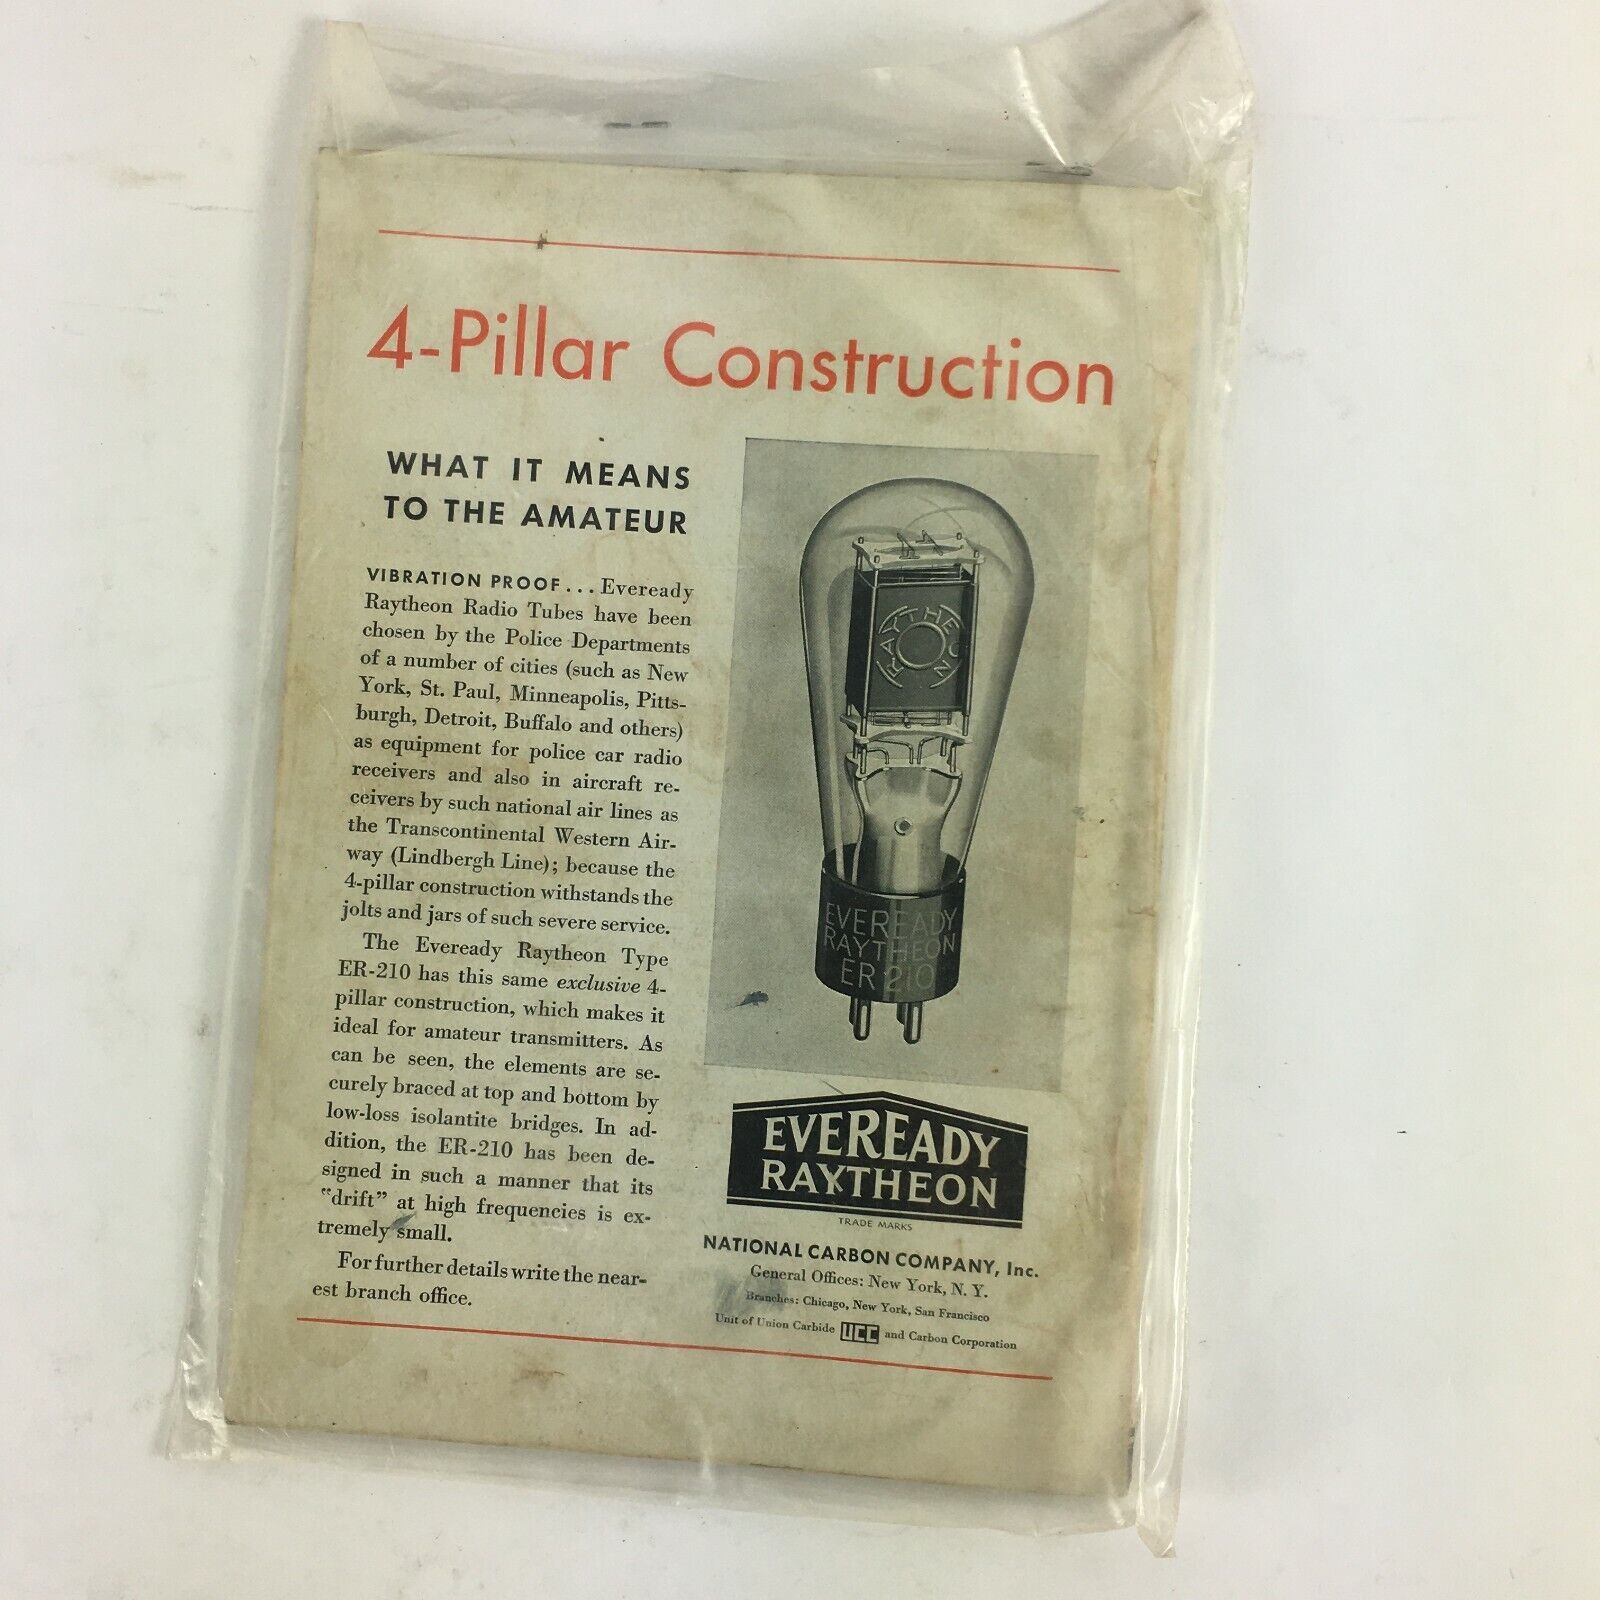 4-Pillar Construction
WHAT IT MEANS
TO THE AMATEUR
VIBRATION PROOF...Eveready
Raytheon Radio Tubes have been
chosen by the Police Departments
of a number of cities (such as New
York, St. Paul, Minneapolis, Pitts-
burgh, Detroit, Buffalo and others)
as equipment for police car radio
receivers and also in aircraft re-
ceivers by such national air lines as
the Transcontinental Western Air-
way (Lindbergh Line); because the
4-pillar construction withstands the
jolts and jars of such severe service.
The Eveready Raytheon Type
ER-210 has this same exclusive 4-
pillar construction, which makes it
ideal for amateur transmitters. As
can be seen, the elements are se-
curely braced at top and bottom by
low-loss isolantite bridges. In ad-
dition, the ER-210 has been de-
signed in such a manner that its
"drift" at high frequencies is ex-
tremely small.
For further details write the near-
est branch office.
RAYTHEON
EVEREADY
RAYTHEON
ER 210
EVEREADY
RAYTHEON
TRADE MARKS
NATIONAL CARBON COMPANY, Inc.
General Offices: New York, N. Y.
Branches: Chicago, New York, San Francisco
Unit of Union Carbide UCC and Carbon Corporation